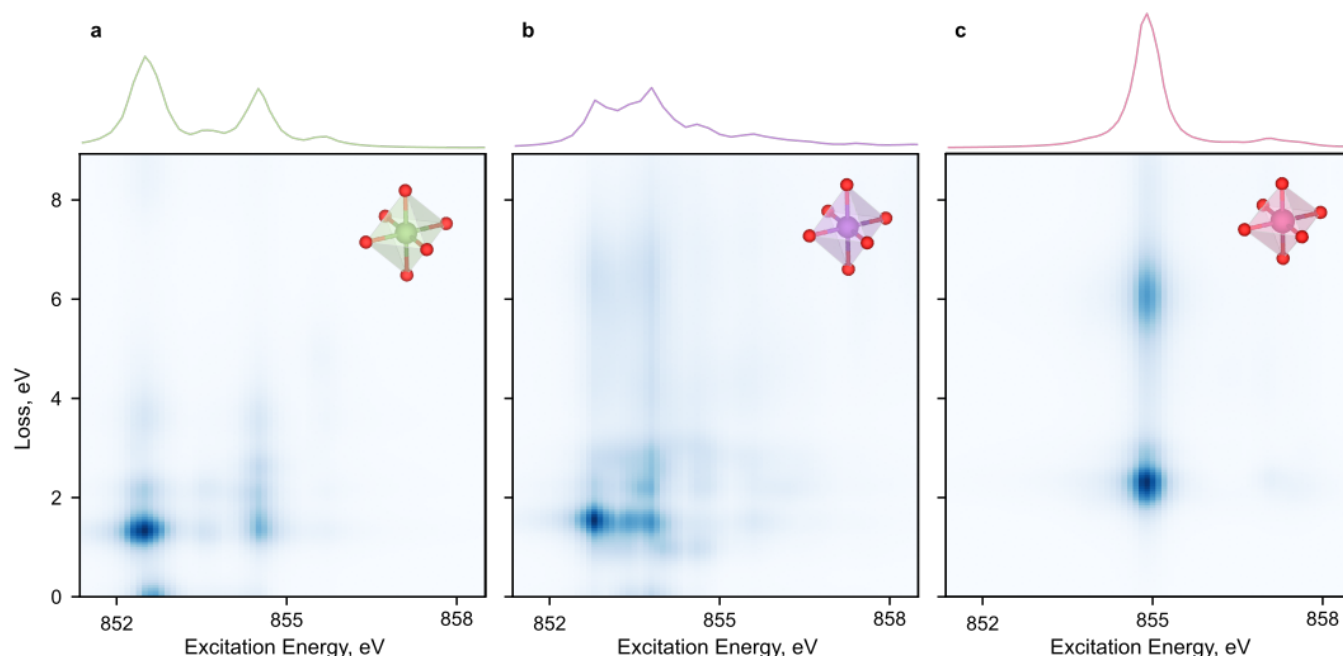 a
b
c
8
6
4
2
0
Loss, eV
852
855
858
852
855
858
852
855
858
Excitation Energy, eV
Excitation Energy, eV
Excitation Energy, eV